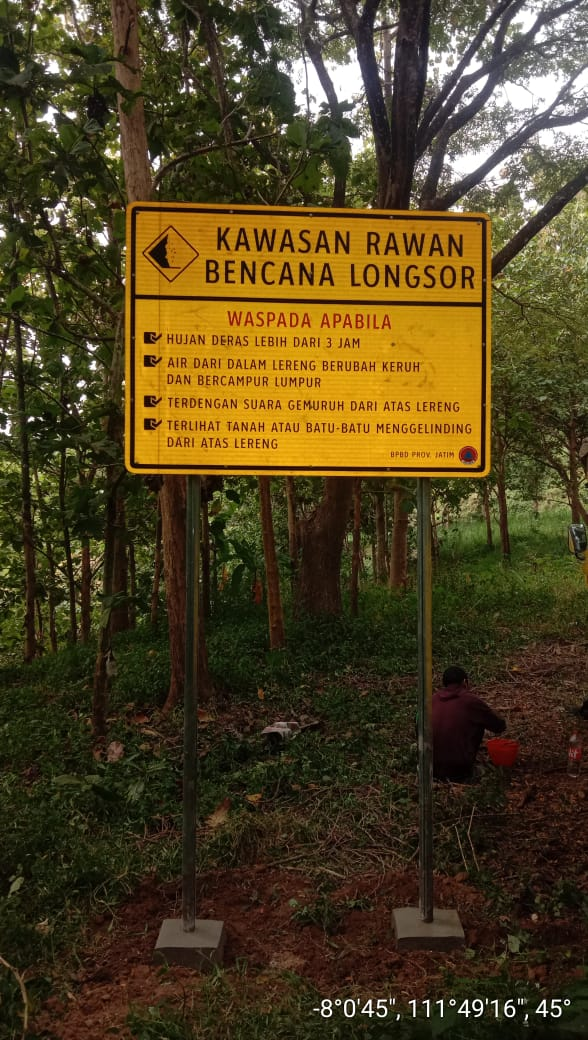 KAWASAN RAWAN
BENCANA LONGSOR
WASPADA APABILA
HUJAN DERAS LEBIH DARI 3 JAM
AIR DARI DALAM LERENG BERUBAH KERUH
DAN BERCAMPUR LUMPUR
TERDENGAN SUARA GEMURUH DARI ATAS LERENG
TERLIHAT TANAH ATAU BATU-BATU MENGGELINDING
DARI ATAS LERENG
BPBD PROV. JATIM
-8°0'45", 111°49'16", 45°